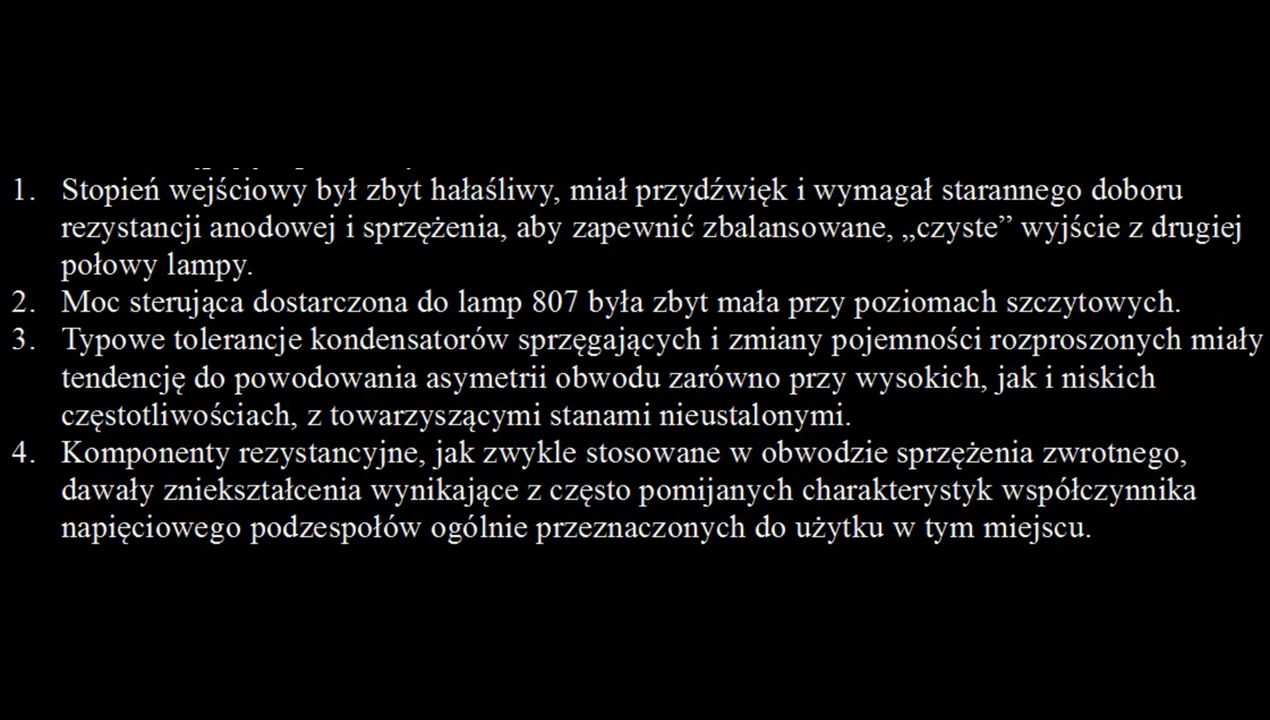 1. Stopień wejściowy był zbyt hałaśliwy, miał przydźwięk i wymagał starannego doboru
rezystancji anodowej i sprzężenia, aby zapewnić zbalansowane, „czyste” wyjście z drugiej
połowy lampy.
2. Moc sterująca dostarczona do lamp 807 była zbyt mała przy poziomach szczytowych.
3. Typowe tolerancje kondensatorów sprzęgających i zmiany pojemności rozproszonych miały
tendencję do powodowania asymetrii obwodu zarówno przy wysokich, jak i niskich
częstotliwościach, z towarzyszącymi stanami nieustalonymi.
4. Komponenty rezystancyjne, jak zwykle stosowane w obwodzie sprzężenia zwrotnego,
dawały zniekształcenia wynikające z często pomijanych charakterystyk współczynnika
napięciowego podzespołów ogólnie przeznaczonych do użytku w tym miejscu.